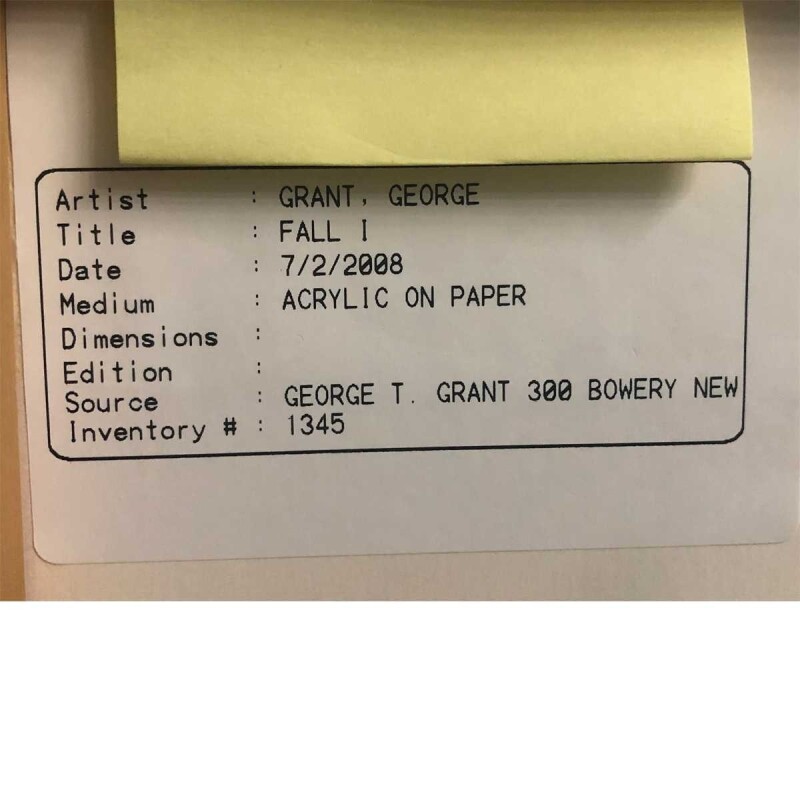 Artist : GRANT, GEORGE
Title : FALL I
Date : 7/2/2008
Medium : ACRYLIC ON PAPER
Dimensions :
Edition :
Source : GEORGE T. GRANT 300 BOWERY NEW
Inventory # : 1345